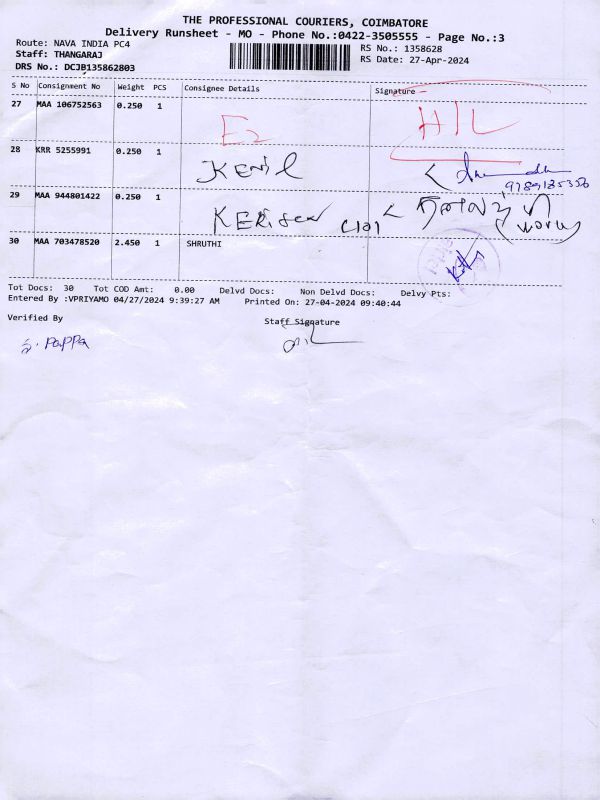 THE PROFESSIONAL COURIERS, COIMBATORE
Delivery Runsheet - MO - Phone No.:0422-3505555 - Page No.:3
Route: NAVA INDIA PC4
RS No.: 1358628
Staff: THANGARAJ
RS Date: 27-Apr-2024
DRS No.: DCJB135862803
S No Consignment No Weight PCS Consignee Details Signature
27 MAA 106752563 0.250 1
28 KRR 5255991 0.250 1
29 MAA 944801422 0.250 1
30 MAA 703478520 2.450 1 SHRUTHI
Tot Docs: 30 Tot COD Amt: 0.00 Delvd Docs: Non Delvd Docs: Delvy Pts:
Entered By :VPRIYAMO 04/27/2024 9:39:27 AM Printed On: 27-04-2024 09:40:44
Verified By Staff Signature
S. PAPPA